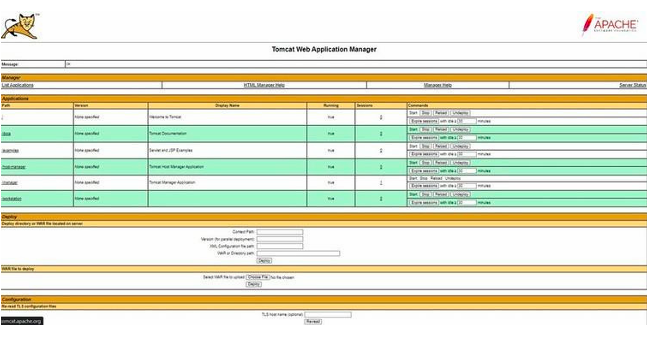 APACHE
Tomcat Web Application Manager
Message: OK
Manager
List Applications HTML Manager Help Manager Help Server Status
Applications
Path Version Display Name Running Sessions Commands
/ None specified Welcome to Tomcat true 0 Start Stop Reload Undeploy
Expire sessions with idle ≥ 30 minutes
/docs None specified Tomcat Documentation true 0 Start Stop Reload Undeploy
Expire sessions with idle ≥ 30 minutes
/examples None specified Servlet and JSP Examples true 0 Start Stop Reload Undeploy
Expire sessions with idle ≥ 30 minutes
/host-manager None specified Tomcat Host Manager Application true 0 Start Stop Reload Undeploy
Expire sessions with idle ≥ 30 minutes
/manager None specified Tomcat Manager Application true 1 Start Stop Reload Undeploy
Expire sessions with idle ≥ 30 minutes
None specified true 0 Start Stop Reload Undeploy
Expire sessions with idle ≥ 30 minutes
Deploy
Deploy directory or WAR file located on server
Context Path:
Version (for parallel deployment):
XML Configuration file path:
WAR or Directory path:
Deploy
WAR file to deploy
Select WAR file to upload Choose File No file chosen
Deploy
Configuration
Re-read TLS configuration files
TLS host name (optional)
Re-read
tomcat.apache.org